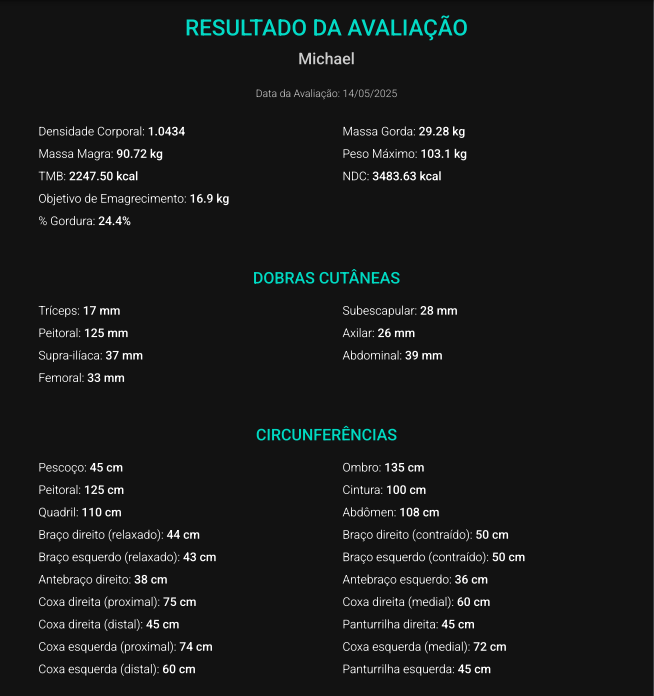 RESULTADO DA AVALIAÇÃO
Michael
Data da Avaliação: 14/05/2025
Densidade Corporal: 1.0434
Massa Gorda: 29.28 kg
Massa Magra: 90.72 kg
Peso Máximo: 103.1 kg
TMB: 2247.50 kcal
NDC: 3483.63 kcal
Objetivo de Emagrecimento: 16.9 kg
% Gordura: 24.4%
DOBRAS CUTÂNEAS
Tríceps: 17 mm
Subescapular: 28 mm
Peitoral: 125 mm
Axilar: 26 mm
Supra-ilíaca: 37 mm
Abdominal: 39 mm
Femoral: 33 mm
CIRCUNFERÊNCIAS
Pescoço: 45 cm
Ombro: 135 cm
Peitoral: 125 cm
Cintura: 100 cm
Quadril: 110 cm
Abdômen: 108 cm
Braço direito (relaxado): 44 cm
Braço direito (contraído): 50 cm
Braço esquerdo (relaxado): 43 cm
Braço esquerdo (contraído): 50 cm
Antebraço direito: 38 cm
Antebraço esquerdo: 36 cm
Coxa direita (proximal): 75 cm
Coxa direita (medial): 60 cm
Coxa direita (distal): 45 cm
Panturrilha direita: 45 cm
Coxa esquerda (proximal): 74 cm
Coxa esquerda (medial): 72 cm
Coxa esquerda (distal): 60 cm
Panturrilha esquerda: 45 cm